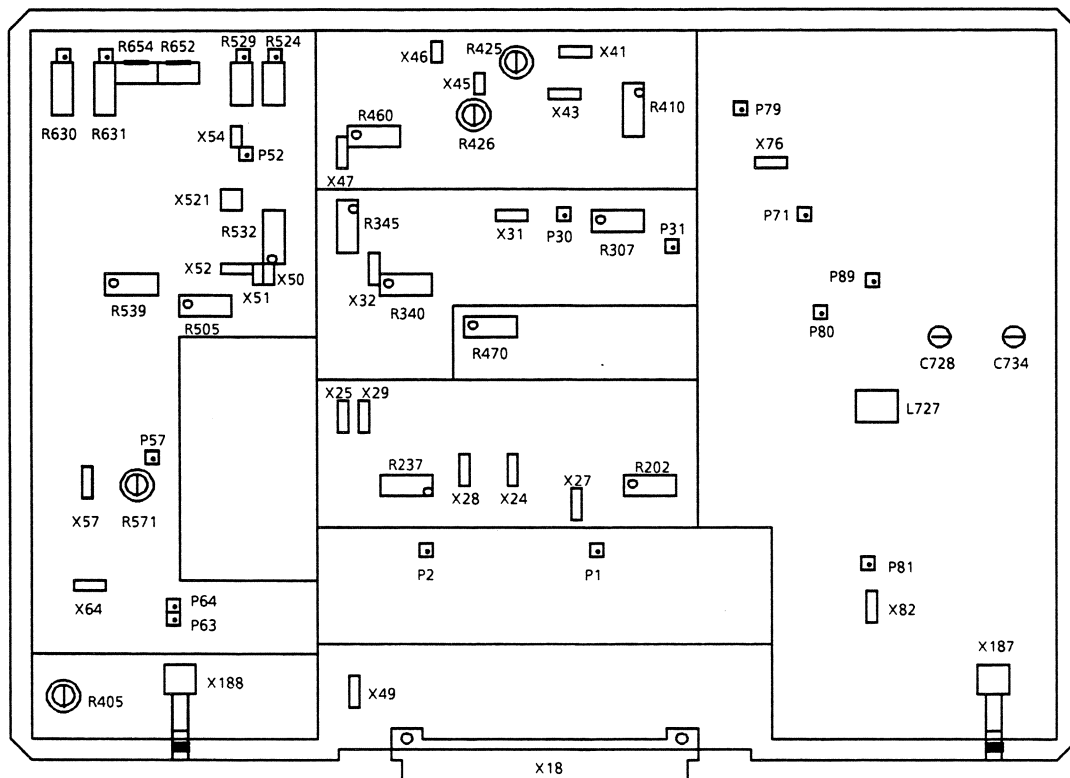 R654 R652 R529 R524
R630 R631
X54
P52
X521
R532
X52
X50
X51
R539
R505
P57
X57 R571
X64
P64
P63
R405
X188
X46
R425
X41
X45
X43
R410
R460
R426
X47
R345
X31 P30 R307 P31
X32
R340
R470
X25 X29
R237
X28 X24
X27
R202
P2 P1
X49
X18
P79
X76
P71
P89
P80
C728 C734
L727
P81
X82
X187